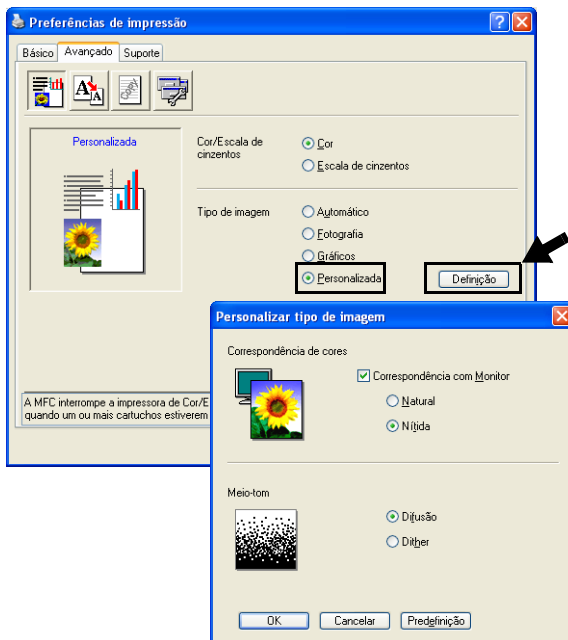 Preferências de impressão
Básico Avançado Suporte
Personalizada
Cor/Escala de
cinzentos
Cor
Escala de cinzentos
Tipo de imagem
Automático
Fotografia
Gráficos
Personalizada
Definição
A MFC interrompe a impressora de Cor/E
quando um ou mais cartuchos estiverem
Personalizar tipo de imagem
Correspondência de cores
Correspondência com Monitor
Natural
Nítida
Meio-tom
Difusão
Dither
OK Cancelar Predefinição